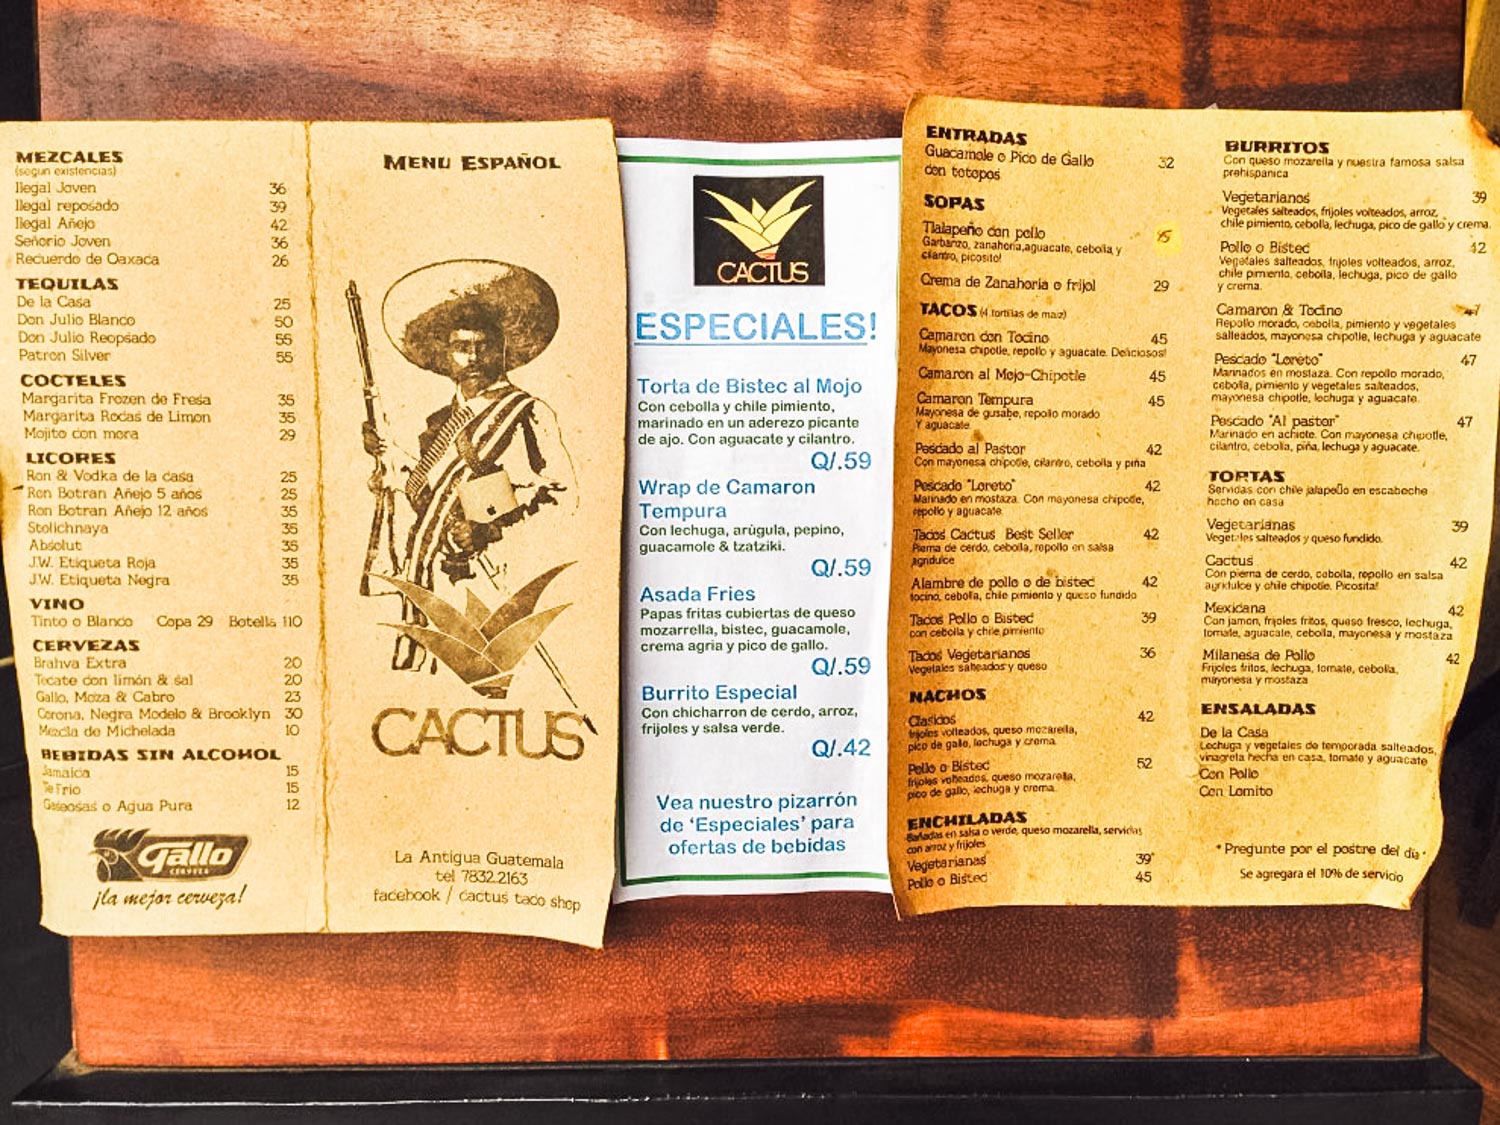 MEZCALES
(segun existencias)
Ilegal Joven 36
Ilegal reposado 39
Ilegal Añejo 42
Señorio Joven 36
Recuerdo de Oaxaca 26
TEQUILAS
De la Casa 25
Don Julio Blanco 50
Don Julio Reopsado 55
Patron Silver 55
COCTELES
Margarita Frozen de Fresa 35
Margarita Rocas de Limon 35
Mojito con mora 29
LICORES
Ron & Vodka de la casa 25
Ron Botran Añejo 5 años 25
Ron Botran Añejo 12 años 35
Stolichnaya 35
Absolut 35
J.W. Etiqueta Roja 35
J.W. Etiqueta Negra 35
VINO
Tinto o Blanco Copa 29 Botella 110
CERVEZAS
Brahva Extra 20
Tecate con limón & sal 20
Gallo, Moza & Cabro 23
Corona, Negra Modelo & Brooklyn 30
Mezcla de Michelada 10
BEBIDAS SIN ALCOHOL
Jamaica 15
Te Frio 15
Gaseosas o Agua Pura 12
Gallo
CERVEZA
¡la mejor cerveza!
MENU ESPAÑOL
CACTUS
La Antigua Guatemala
tel 7832.2163
facebook / cactus taco shop
CACTUS
ESPECIALES!
Torta de Bistec al Mojo
Con cebolla y chile pimiento,
marinado en un aderezo picante
de ajo. Con aguacate y cilantro.
Q/.59
Wrap de Camaron
Tempura
Con lechuga, arúgula, pepino,
guacamole & tzatziki.
Q/.59
Asada Fries
Papas fritas cubiertas de queso
mozarrella, bistec, guacamole,
crema agria y pico de gallo.
Q/.59
Burrito Especial
Con chicharron de cerdo, arroz,
frijoles y salsa verde.
Q/.42
Vea nuestro pizarrón
de ‘Especiales’ para
ofertas de bebidas
ENTRADAS
Guacamole o Pico de Gallo 32
con totopos
SOPAS
Tlalapeño con pollo
Garbanzo, zanahoria,aguacate, cebolla y
cilantro, picosito!
Crema de Zanahoria o frijol 29
TACOS (4 tortillas de maiz)
Camaron con Tocino 45
Mayonesa chipotle, repollo y aguacate. Deliciosos!
Camaron al Mojo-Chipotle 45
Camaron Tempura 45
Mayonesa de gusabe, repollo morado
Y aguacate
Pescado al Pastor 42
Con mayonesa chipotle, cilantro, cebolla y piña
Pescado "Loreto" 42
Marinado en mostaza. Con mayonesa chipotle,
repollo y aguacate.
Tacos Cactus Best Seller 42
Pierna de cerdo, cebolla, repollo en salsa
agridulce
Alambre de pollo o de bistec 42
tocino, cebolla, chile pimiento y queso fundido
Tacos Pollo o Bistec 39
con cebolla y chile pimiento
Tacos Vegetarianos 36
Vegetales salteados y queso
NACHOS
Clasicos 42
frijoles volteados, queso mozarella,
pico de gallo, lechuga y crema.
Pollo o Bistec 52
frijoles volteados, queso mozarella,
pico de gallo, lechuga y crema.
ENCHILADAS
Bañadas en salsa o verde, queso mozarella, servidas
con arroz y frijoles
Vegetarianas 39
Pollo o Bistec 45
BURRITOS
Con queso mozarella y nuestra famosa salsa
prehispanica
Vegetarianos 39
Vegetales salteados, frijoles volteados, arroz,
chile pimiento, cebolla, lechuga, pico de gallo y crema.
Pollo o Bistec 42
Vegetales salteados, frijoles volteados, arroz,
chile pimiento, cebolla, lechuga, pico de gallo
y crema.
Camaron & Tocino 47
Repollo morado, cebolla, pimiento y vegetales
salteados, mayonesa chipotle, lechuga y aguacate
Pescado "Loreto" 47
Marinados en mostaza. Con repollo morado,
cebolla, pimiento y vegetales salteados,
mayonesa chipotle, lechuga y aguacate.
Pescado "Al pastor" 47
Marinado en achiote. Con mayonesa chipotle,
cilantro, cebolla, piña, lechuga y aguacate.
TORTAS
Servidas con chile jalapeño en escabeche
hecho en casa
Vegetarianas 39
Vegetales salteados y queso fundido.
Cactus 42
Con pierna de cerdo, cebolla, repollo en salsa
agridulce y chile chipotle. Picosita!
Mexicana 42
Con jamon, frijoles fritos, queso fresco, lechuga,
tomate, aguacate, cebolla, mayonesa y mostaza
Milanesa de Pollo 42
Frijoles fritos, lechuga, tomate, cebolla,
mayonesa y mostaza
ENSALADAS
De la Casa
Lechuga y vegetales de temporada salteados,
vinagreta hecha en casa, tomate y aguacate
Con Pollo
Con Lomito
* Pregunte por el postre del dia *
Se agregara el 10% de servicio